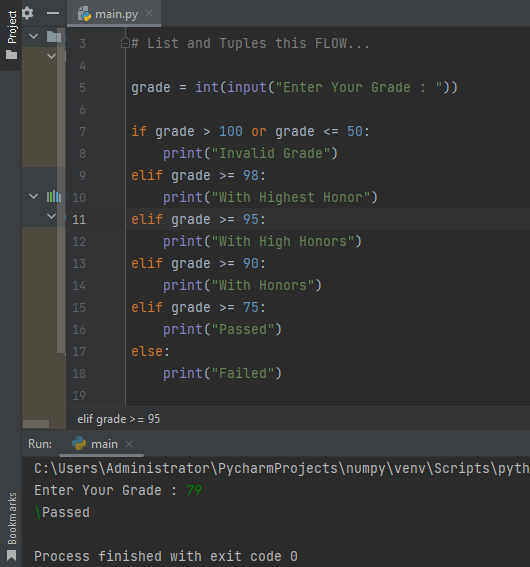 Project
main.py
3 # List and Tuples this FLOW...
4
5 grade = int(input("Enter Your Grade : "))
6
7 if grade > 100 or grade <= 50:
8     print("Invalid Grade")
9 elif grade >= 98:
10     print("With Highest Honor")
11 elif grade >= 95:
12     print("With High Honors")
13 elif grade >= 90:
14     print("With Honors")
15 elif grade >= 75:
16     print("Passed")
17 else:
18     print("Failed")
19
elif grade >= 95
Run: main
C:\Users\Administrator\PycharmProjects\numpy\venv\Scripts\pyth
Enter Your Grade : 79
\Passed
Process finished with exit code 0
Bookmarks